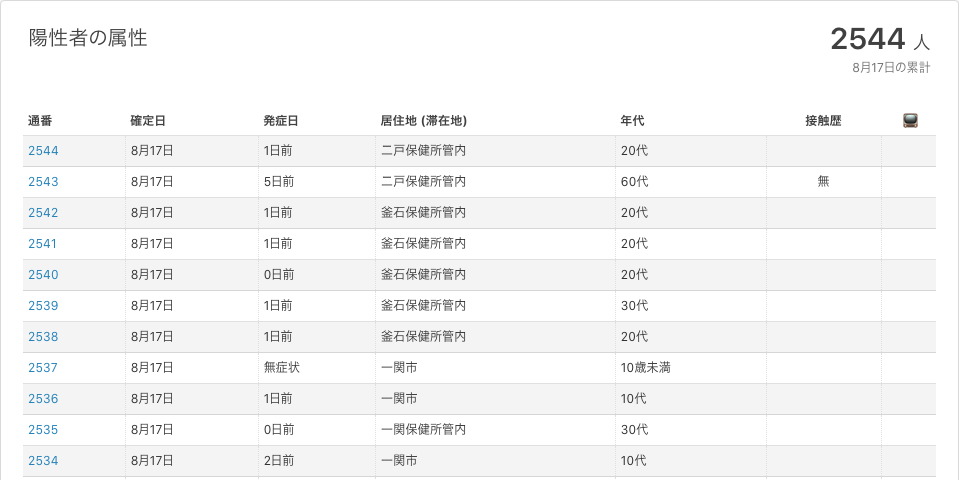 陽性者の属性
2544 人
8月17日の累計
通番 確定日 発症日 居住地 (滞在地) 年代 接触歴
2544 8月17日 1日前 二戸保健所管内 20代
2543 8月17日 5日前 二戸保健所管内 60代 無
2542 8月17日 1日前 釜石保健所管内 20代
2541 8月17日 1日前 釜石保健所管内 20代
2540 8月17日 0日前 釜石保健所管内 20代
2539 8月17日 1日前 釜石保健所管内 30代
2538 8月17日 1日前 釜石保健所管内 20代
2537 8月17日 無症状 一関市 10歳未満
2536 8月17日 1日前 一関市 10代
2535 8月17日 0日前 一関保健所管内 30代
2534 8月17日 2日前 一関市 10代